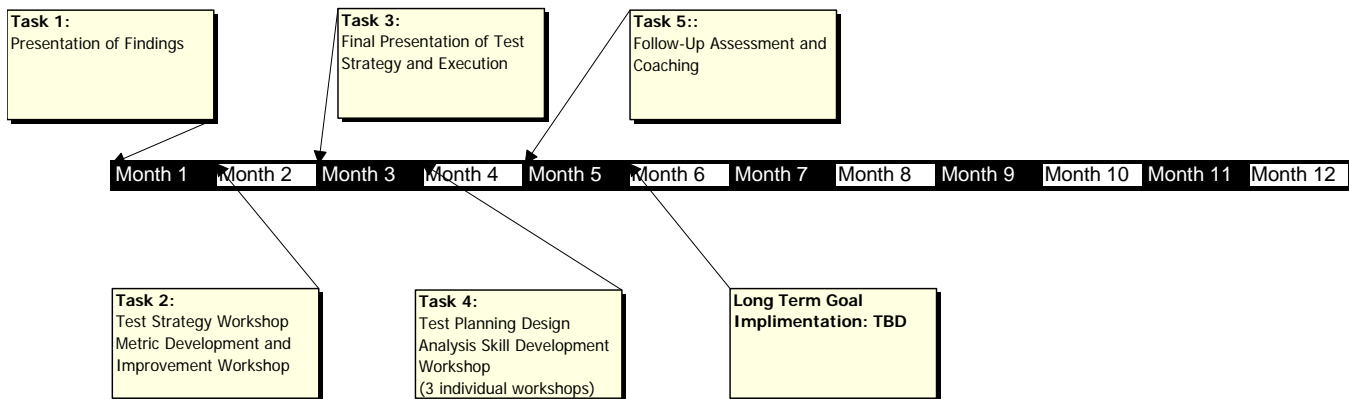 Task 1:
Presentation of Findings
Task 3:
Final Presentation of Test
Strategy and Execution
Task 5::
Follow-Up Assessment and
Coaching
Month 1 Month 2 Month 3 Month 4 Month 5 Month 6 Month 7 Month 8 Month 9 Month 10 Month 11 Month 12
Task 2:
Test Strategy Workshop
Metric Development and
Improvement Workshop
Task 4:
Test Planning Design
Analysis Skill Development
Workshop
(3 individual workshops)
Long Term Goal
Implimentation: TBD